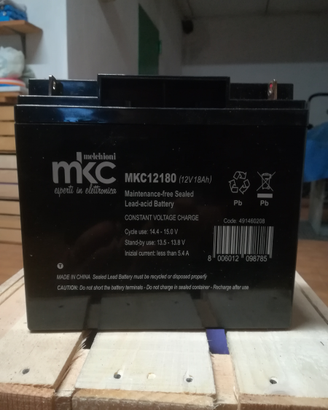 melchioni
mkc
esperti in elettronica
MKC12180 (12V18Ah)
Maintenance-free Sealed
Lead-acid Battery
CONSTANT VOLTAGE CHARGE
Cycle use: 14.4 - 15.0 V
Stand-by use: 13.5 - 13.8 V
Inizial current: less than 5.4 A
Pb Pb
Code: 491460208
8 006012 098785
MADE IN CHINA. Sealed Lead Battery must be recycled or disposed properly
CAUTION: Do not short the battery terminals - Do not charge in sealed container - Recharge after use